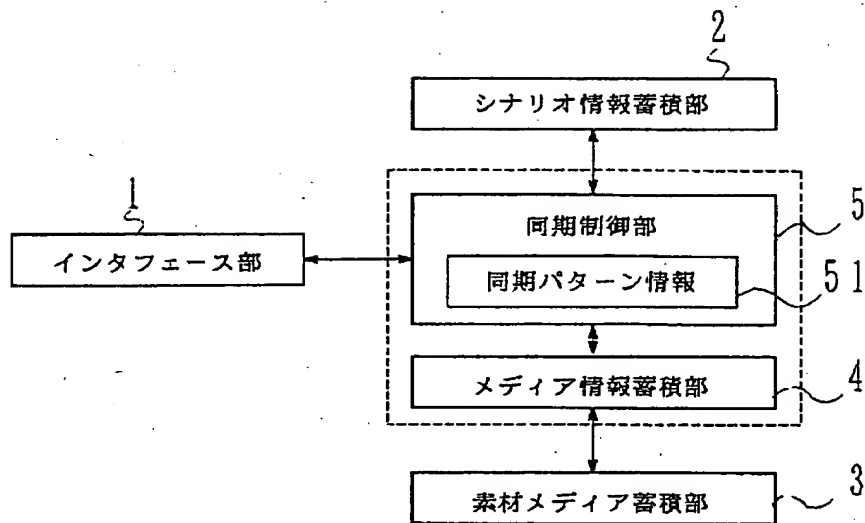 2
シナリオ情報蓄積部
1
インタフェース部
同期制御部
5
同期パターン情報
51
メディア情報蓄積部
4
素材メディア蓄積部
3